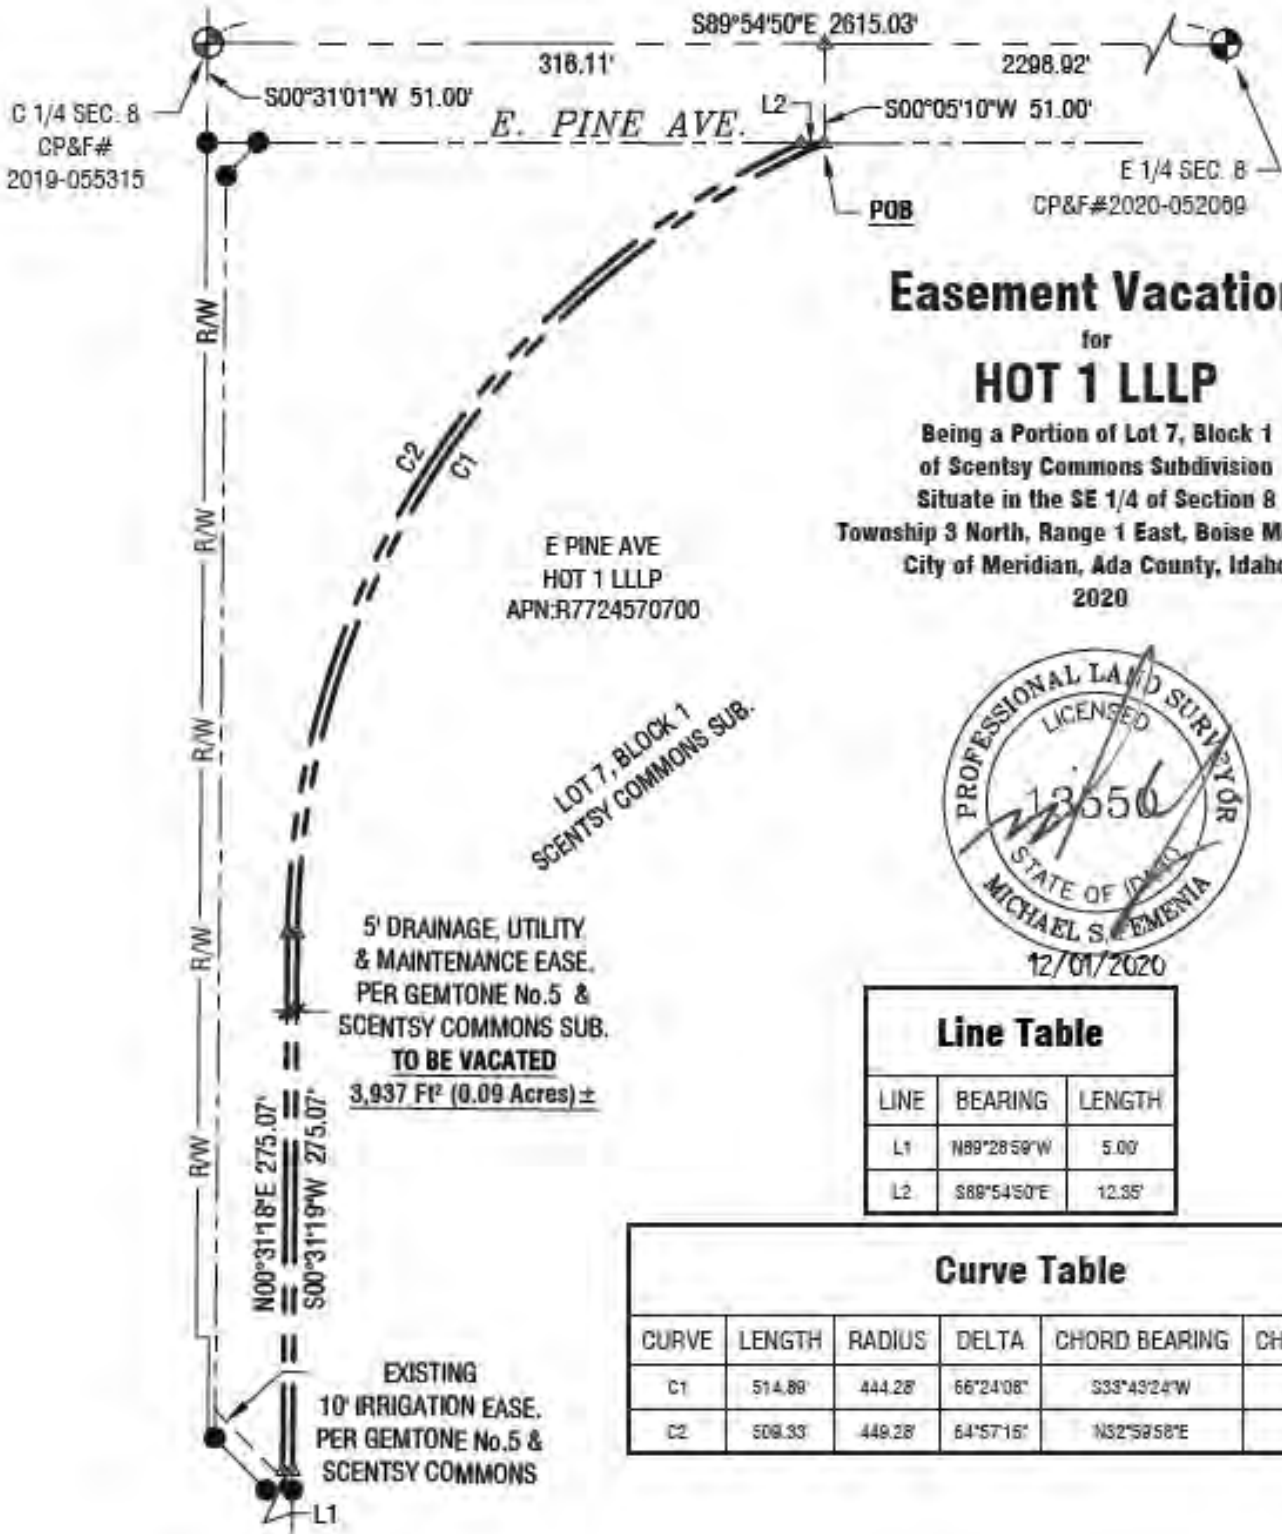 S89°54'50"E 2615.03'
316.11'
2298.92'
C 1/4 SEC. 8
CP&F#
2019-055315
S00°31'01"W 51.00'
E. PINE AVE.
L2
S00°05'10"W 51.00'
E 1/4 SEC. 8
CP&F#2020-052069
POB
Easement Vacation
for
HOT 1 LLLP
Being a Portion of Lot 7, Block 1
of Scentsy Commons Subdivision
Situate in the SE 1/4 of Section 8
Township 3 North, Range 1 East, Boise M
City of Meridian, Ada County, Idaho
2020
R/W
R/W
R/W
R/W
R/W
C2
C1
E PINE AVE
HOT 1 LLLP
APN:R7724570700
LOT 7, BLOCK 1
SCENTSY COMMONS SUB.
PROFESSIONAL LAND SURVEYOR
LICENSED
13550
STATE OF IDAHO
MICHAEL S.
12/01/2020
5' DRAINAGE, UTILITY
& MAINTENANCE EASE.
PER GEMTONE No.5 &
SCENTSY COMMONS SUB.
TO BE VACATED
3,937 Ft² (0.09 Acres)±
N00°31'18"E 275.07'
S00°31'19"W 275.07'
EXISTING
10' IRRIGATION EASE.
PER GEMTONE No.5 &
SCENTSY COMMONS
L1
Line Table
LINE BEARING LENGTH
L1 N89°28'59"W 5.00'
L2 S89°54'50"E 12.35'
Curve Table
CURVE LENGTH RADIUS DELTA CHORD BEARING CH
C1 514.89' 444.28' 66°24'08" S33°43'24"W
C2 509.33' 449.28' 64°57'15" N32°59'58"E